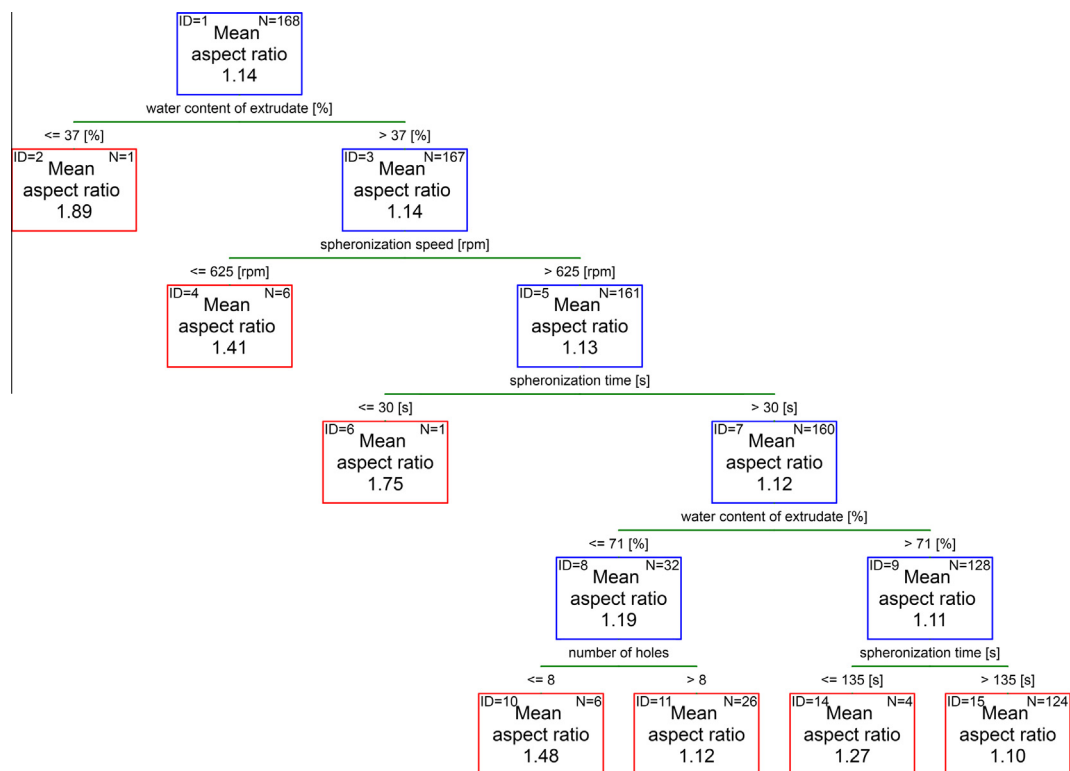 ID=1 N=168
Mean
aspect ratio
1.14
water content of extrudate [%]
<= 37 [%] > 37 [%]
ID=2 N=1
Mean
aspect ratio
1.89
ID=3 N=167
Mean
aspect ratio
1.14
spheronization speed [rpm]
<= 625 [rpm] > 625 [rpm]
ID=4 N=6
Mean
aspect ratio
1.41
ID=5 N=161
Mean
aspect ratio
1.13
spheronization time [s]
<= 30 [s] > 30 [s]
ID=6 N=1
Mean
aspect ratio
1.75
ID=7 N=160
Mean
aspect ratio
1.12
water content of extrudate [%]
<= 71 [%] > 71 [%]
ID=8 N=32
Mean
aspect ratio
1.19
ID=9 N=128
Mean
aspect ratio
1.11
number of holes
spheronization time [s]
<= 8 > 8
<= 135 [s] > 135 [s]
ID=10 N=6
Mean
aspect ratio
1.48
ID=11 N=26
Mean
aspect ratio
1.12
ID=14 N=4
Mean
aspect ratio
1.27
ID=15 N=124
Mean
aspect ratio
1.10